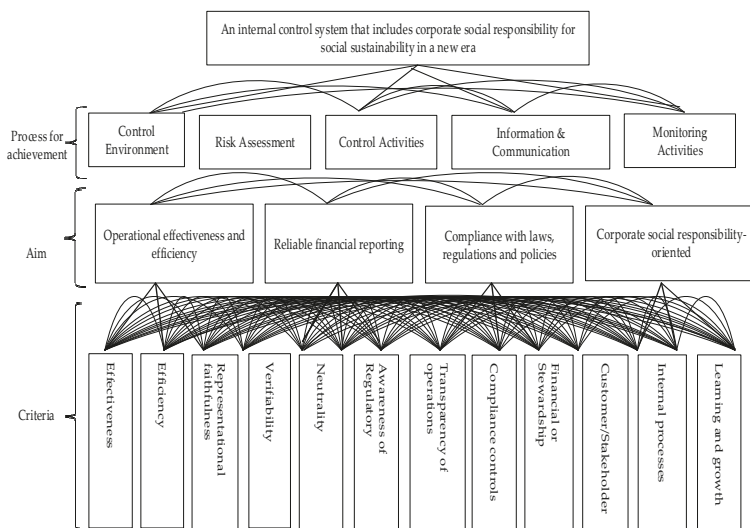 An internal control system that includes corporate social responsibility for
social sustainability in a new era
Process for
achievement
Control
Environment
Risk Assessment
Control Activities
Information &
Communication
Monitoring
Activities
Aim
Operational effectiveness and
efficiency
Reliable financial reporting
Compliance with laws,
regulations and policies
Corporate social responsibility-
oriented
Criteria
Effectiveness
Efficiency
Representational
faithfulness
Verifiability
Neutrality
Awareness of
Regulatory
Transparency of
operations
Compliance controls
Financial or
Stewardship
Customer/Stakeholder
Internal processes
Learning and growth